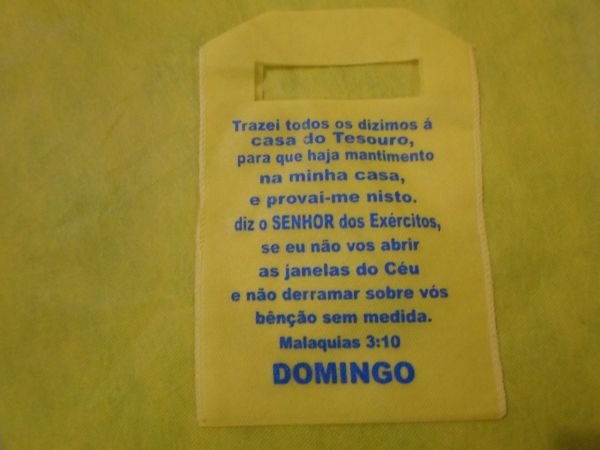 Trazei todos os dizimos á
casa do Tesouro,
para que haja mantimento
na minha casa,
e provai-me nisto.
diz o SENHOR dos Exércitos,
se eu não vos abrir
as janelas do Céu
e não derramar sobre vós
bênção sem medida.
Malaquias 3:10
DOMINGO